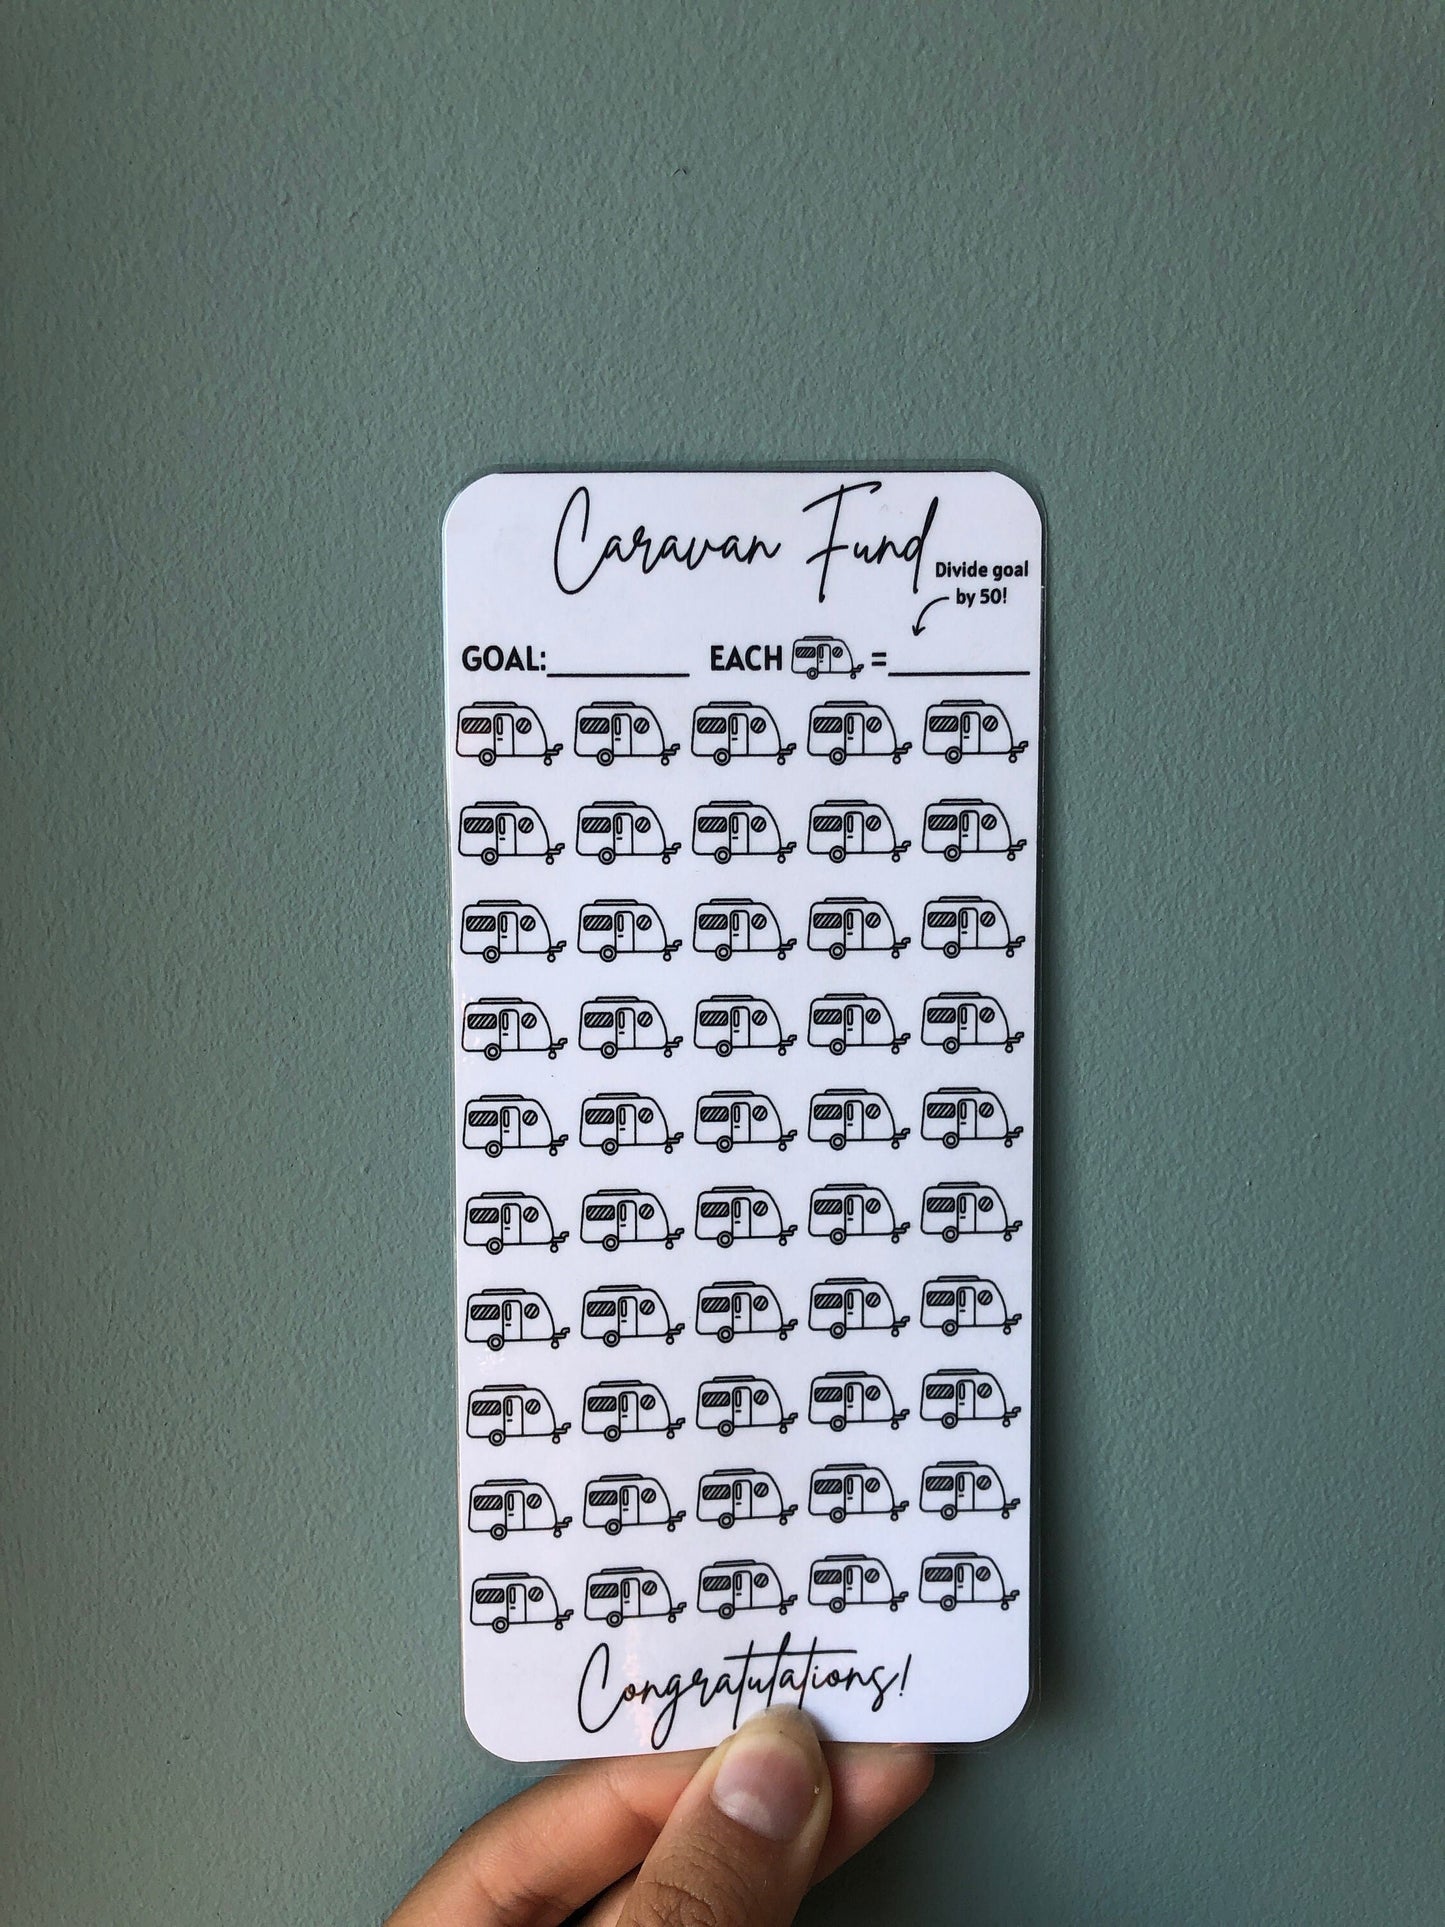 Caravan Fund
Divide goal
by 50!
GOAL:________ EACH =________
Congratulations!